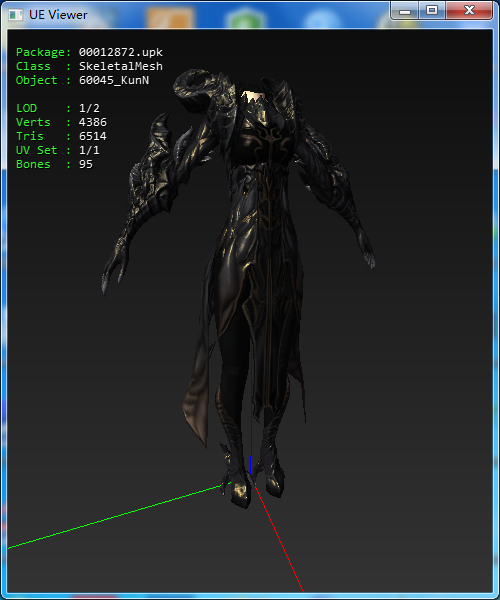 UE Viewer
Package: 00012872.upk
Class : SkeletalMesh
Object : 60045_KunN
LOD : 1/2
Verts : 4386
Tris : 6514
UV Set : 1/1
Bones : 95